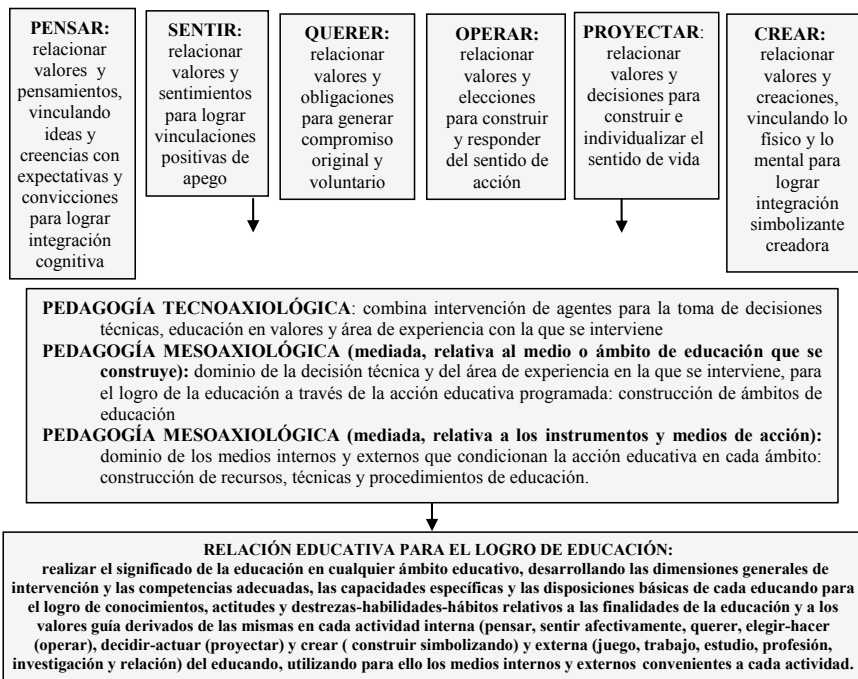 PENSAR:
relacionar
valores y
pensamientos,
vinculando
ideas y
creencias con
expectativas y
convicciones
para lograr
integración
cognitiva
SENTIR:
relacionar
valores y
sentimientos
para lograr
vinculaciones
positivas de
apego
QUERER:
relacionar
valores y
obligaciones
para generar
compromiso
original y
voluntario
OPERAR:
relacionar
valores y
elecciones
para construir
y responder
del sentido de
acción
PROYECTAR:
relacionar
valores y
decisiones para
construir e
individualizar el
sentido de vida
CREAR:
relacionar
valores y
creaciones,
vinculando lo
físico y lo
mental para
lograr
integración
simbolizante
creadora
PEDAGOGÍA TECNOAXIOLÓGICA: combina intervención de agentes para la toma de decisiones
técnicas, educación en valores y área de experiencia con la que se interviene
PEDAGOGÍA MESOAXIOLÓGICA (mediada, relativa al medio o ámbito de educación que se
construye): dominio de la decisión técnica y del área de experiencia en la que se interviene, para
el logro de la educación a través de la acción educativa programada: construcción de ámbitos de
educación
PEDAGOGÍA MESOAXIOLÓGICA (mediada, relativa a los instrumentos y medios de acción):
dominio de los medios internos y externos que condicionan la acción educativa en cada ámbito:
construcción de recursos, técnicas y procedimientos de educación.
RELACIÓN EDUCATIVA PARA EL LOGRO DE EDUCACIÓN:
realizar el significado de la educación en cualquier ámbito educativo, desarrollando las dimensiones generales de
intervención y las competencias adecuadas, las capacidades específicas y las disposiciones básicas de cada educando para
el logro de conocimientos, actitudes y destrezas-habilidades-hábitos relativos a las finalidades de la educación y a los
valores guía derivados de las mismas en cada actividad interna (pensar, sentir afectivamente, querer, elegir-hacer
(operar), decidir-actuar (proyectar) y crear ( construir simbolizando) y externa (juego, trabajo, estudio, profesión,
investigación y relación) del educando, utilizando para ello los medios internos y externos convenientes a cada actividad.